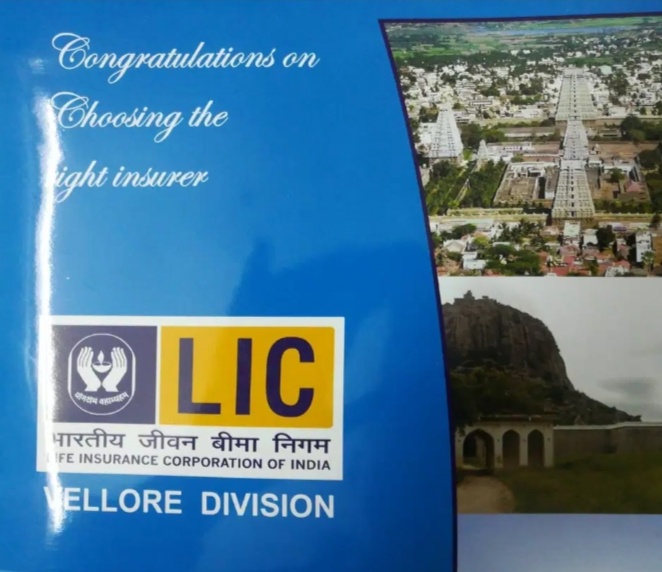 Congratulations on
Choosing the
right insurer
LIC
योगक्षेमं वहाम्यहम्
भारतीय जीवन बीमा निगम
LIFE INSURANCE CORPORATION OF INDIA
VELLORE DIVISION